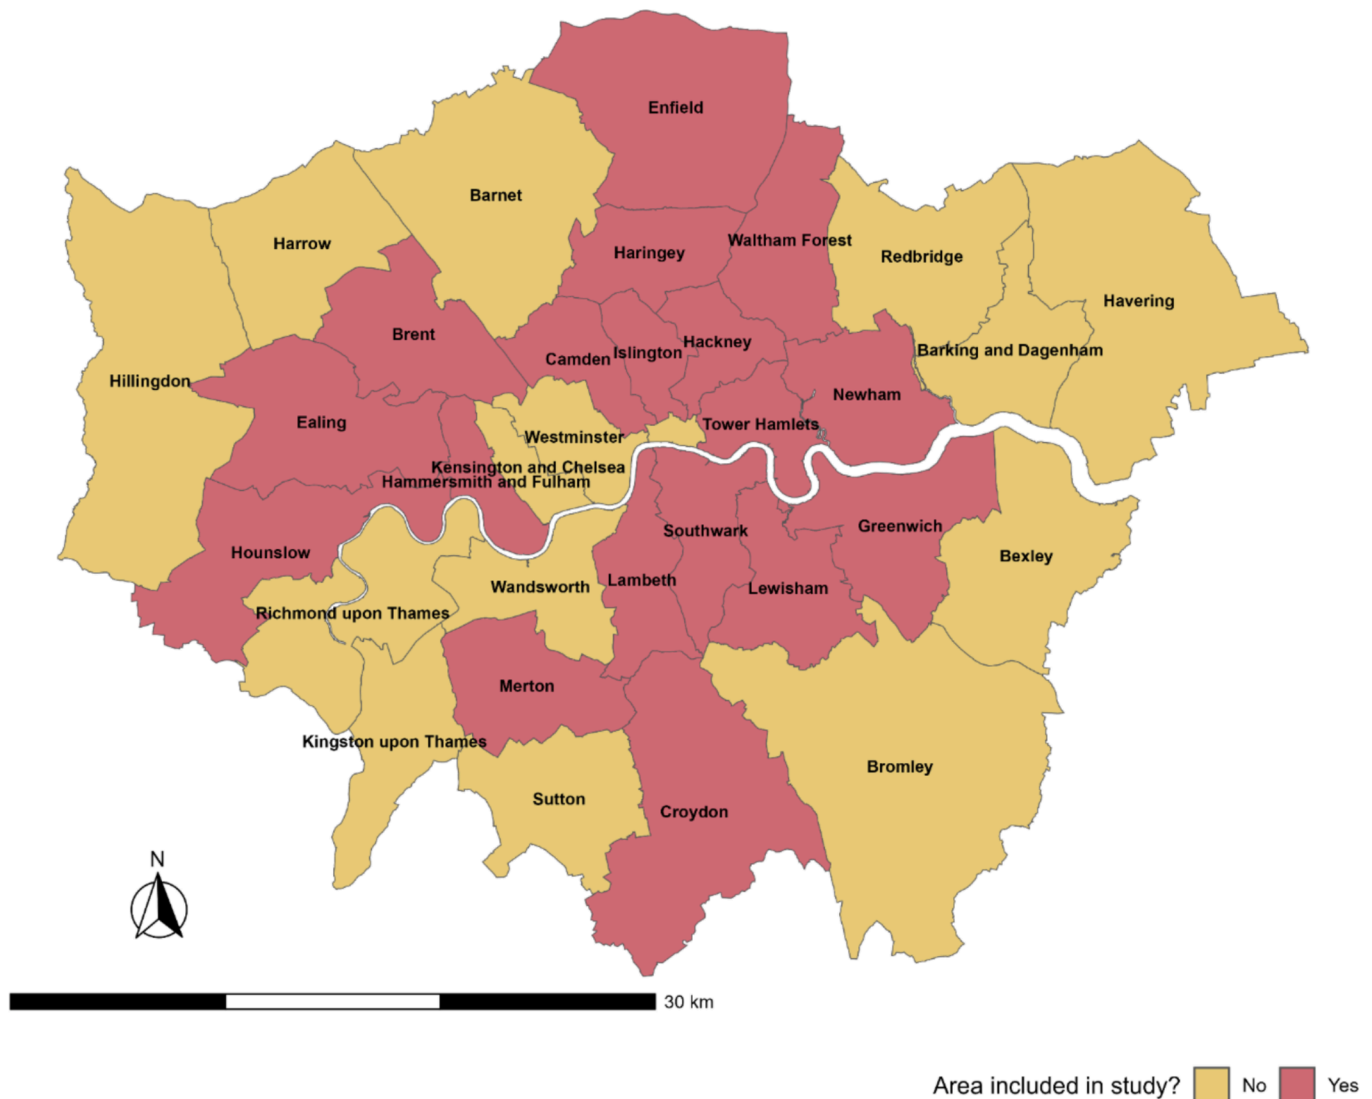 Enfield
Barnet
Waltham Forest
Harrow
Haringey
Redbridge
Havering
Brent
Hackney
Islington
Barking and Dagenham
Camden
Hillingdon
Newham
Ealing
Tower Hamlets
Westminster
Kensington and Chelsea
Hammersmith and Fulham
Greenwich
Southwark
Hounslow
Bexley
Lambeth
Wandsworth
Lewisham
Richmond upon Thames
Merton
Kingston upon Thames
Bromley
Sutton
Croydon
N
30 km
Area included in study? No Yes